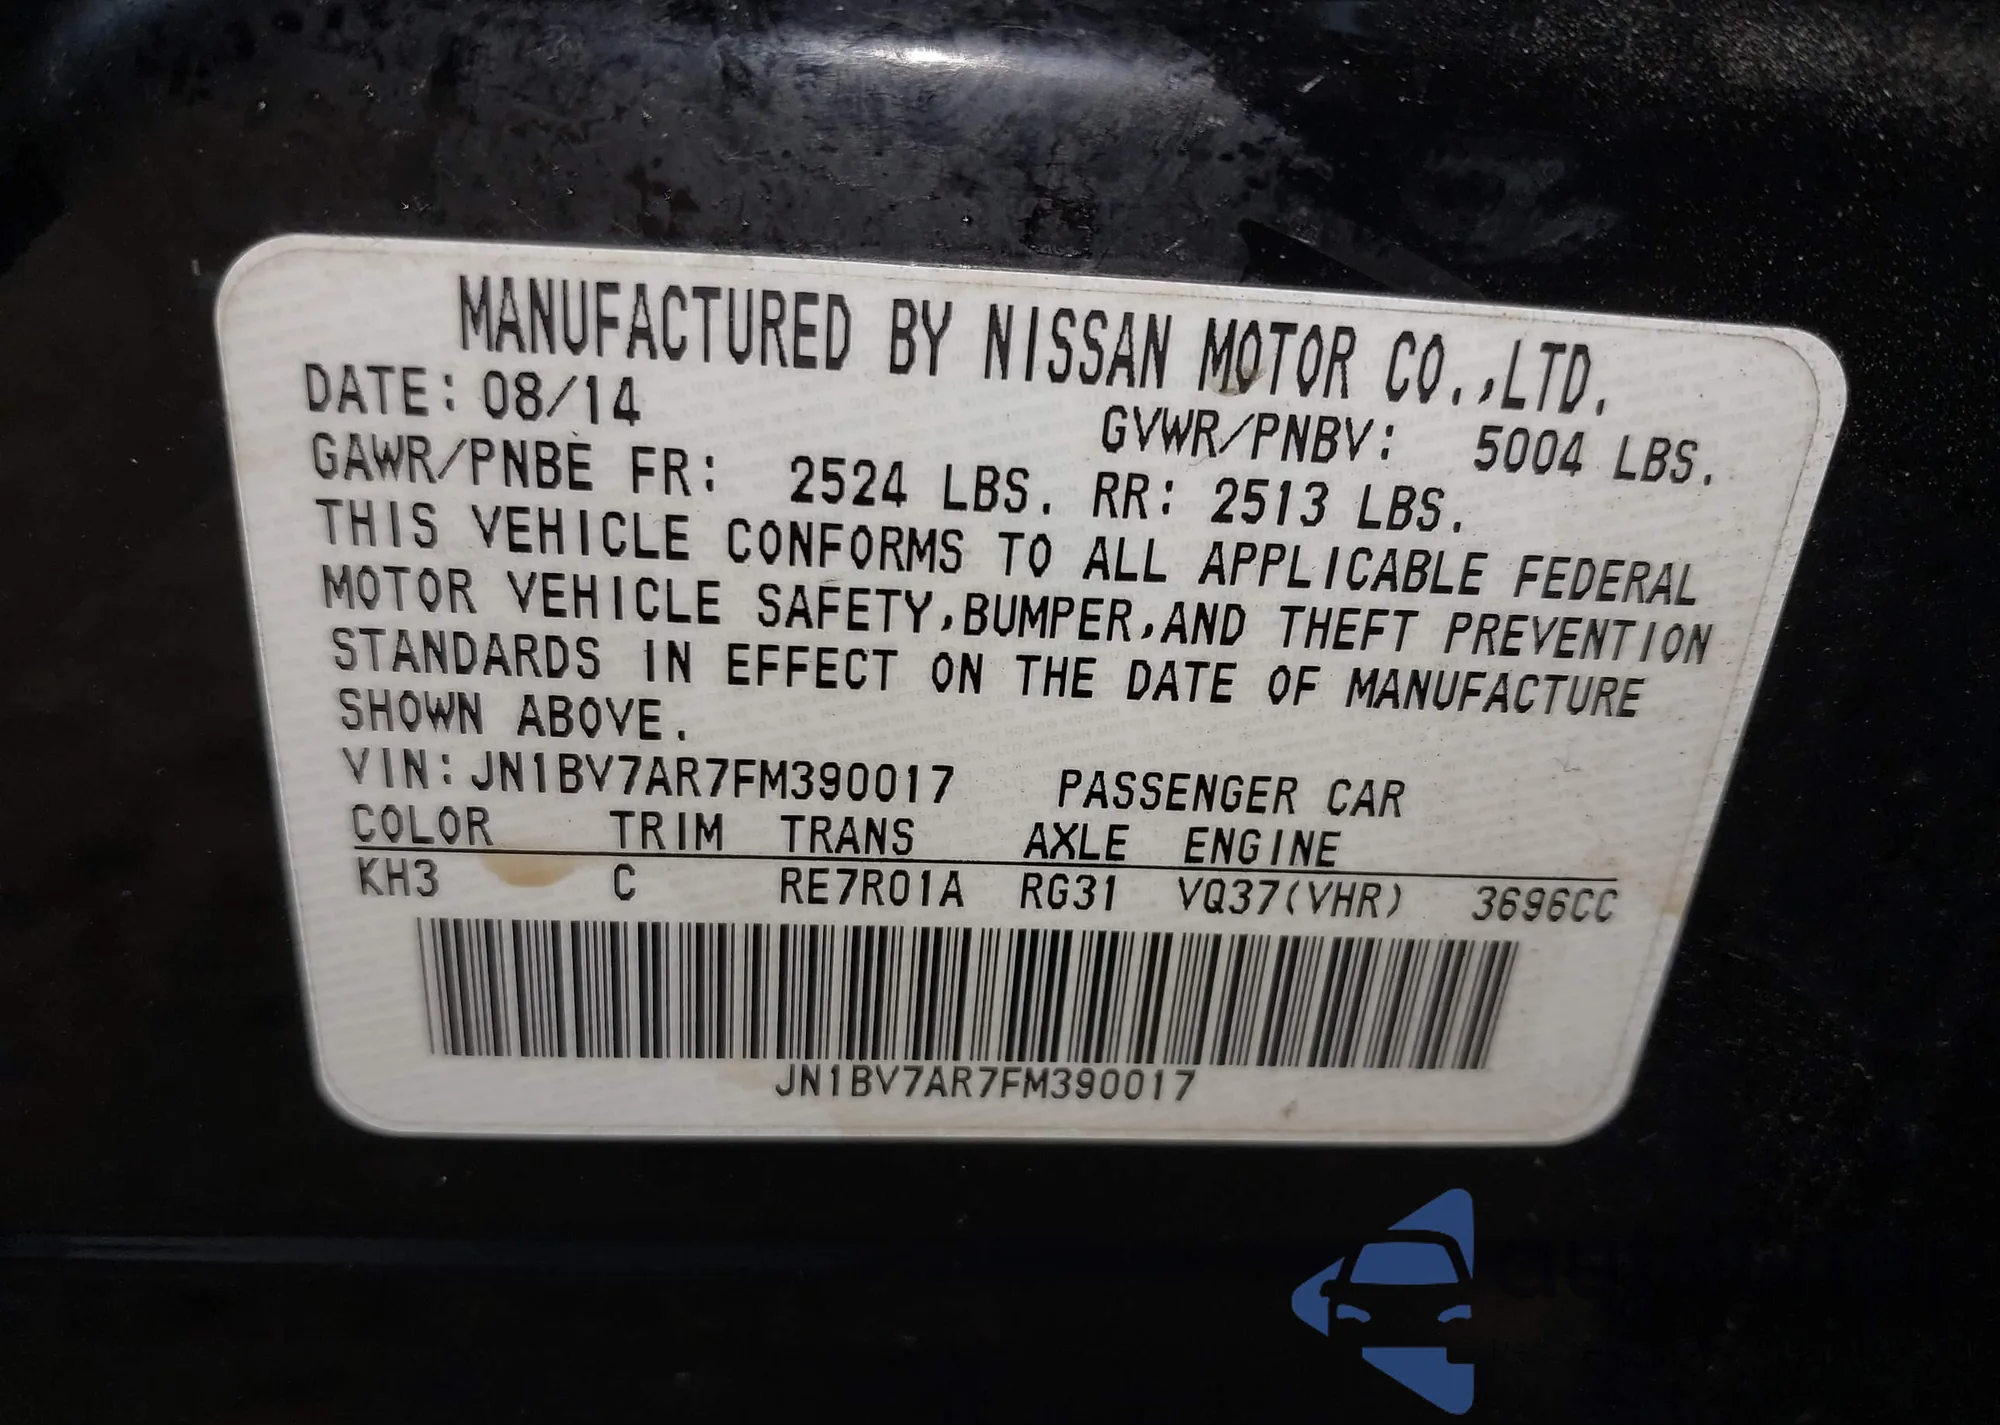 MANUFACTURED BY NISSAN MOTOR CO.,LTD.
DATE: 08/14 GVWR/PNBV: 5004 LBS.
GAWR/PNBE FR: 2524 LBS. RR: 2513 LBS.
THIS VEHICLE CONFORMS TO ALL APPLICABLE FEDERAL
MOTOR VEHICLE SAFETY,BUMPER,AND THEFT PREVENTION
STANDARDS IN EFFECT ON THE DATE OF MANUFACTURE
SHOWN ABOVE.
VIN:JN1BV7AR7FM390017 PASSENGER CAR
COLOR TRIM TRANS AXLE ENGINE
KH3 C RE7R01A RG31 VQ37(VHR) 3696CC
JN1BV7AR7FM390017